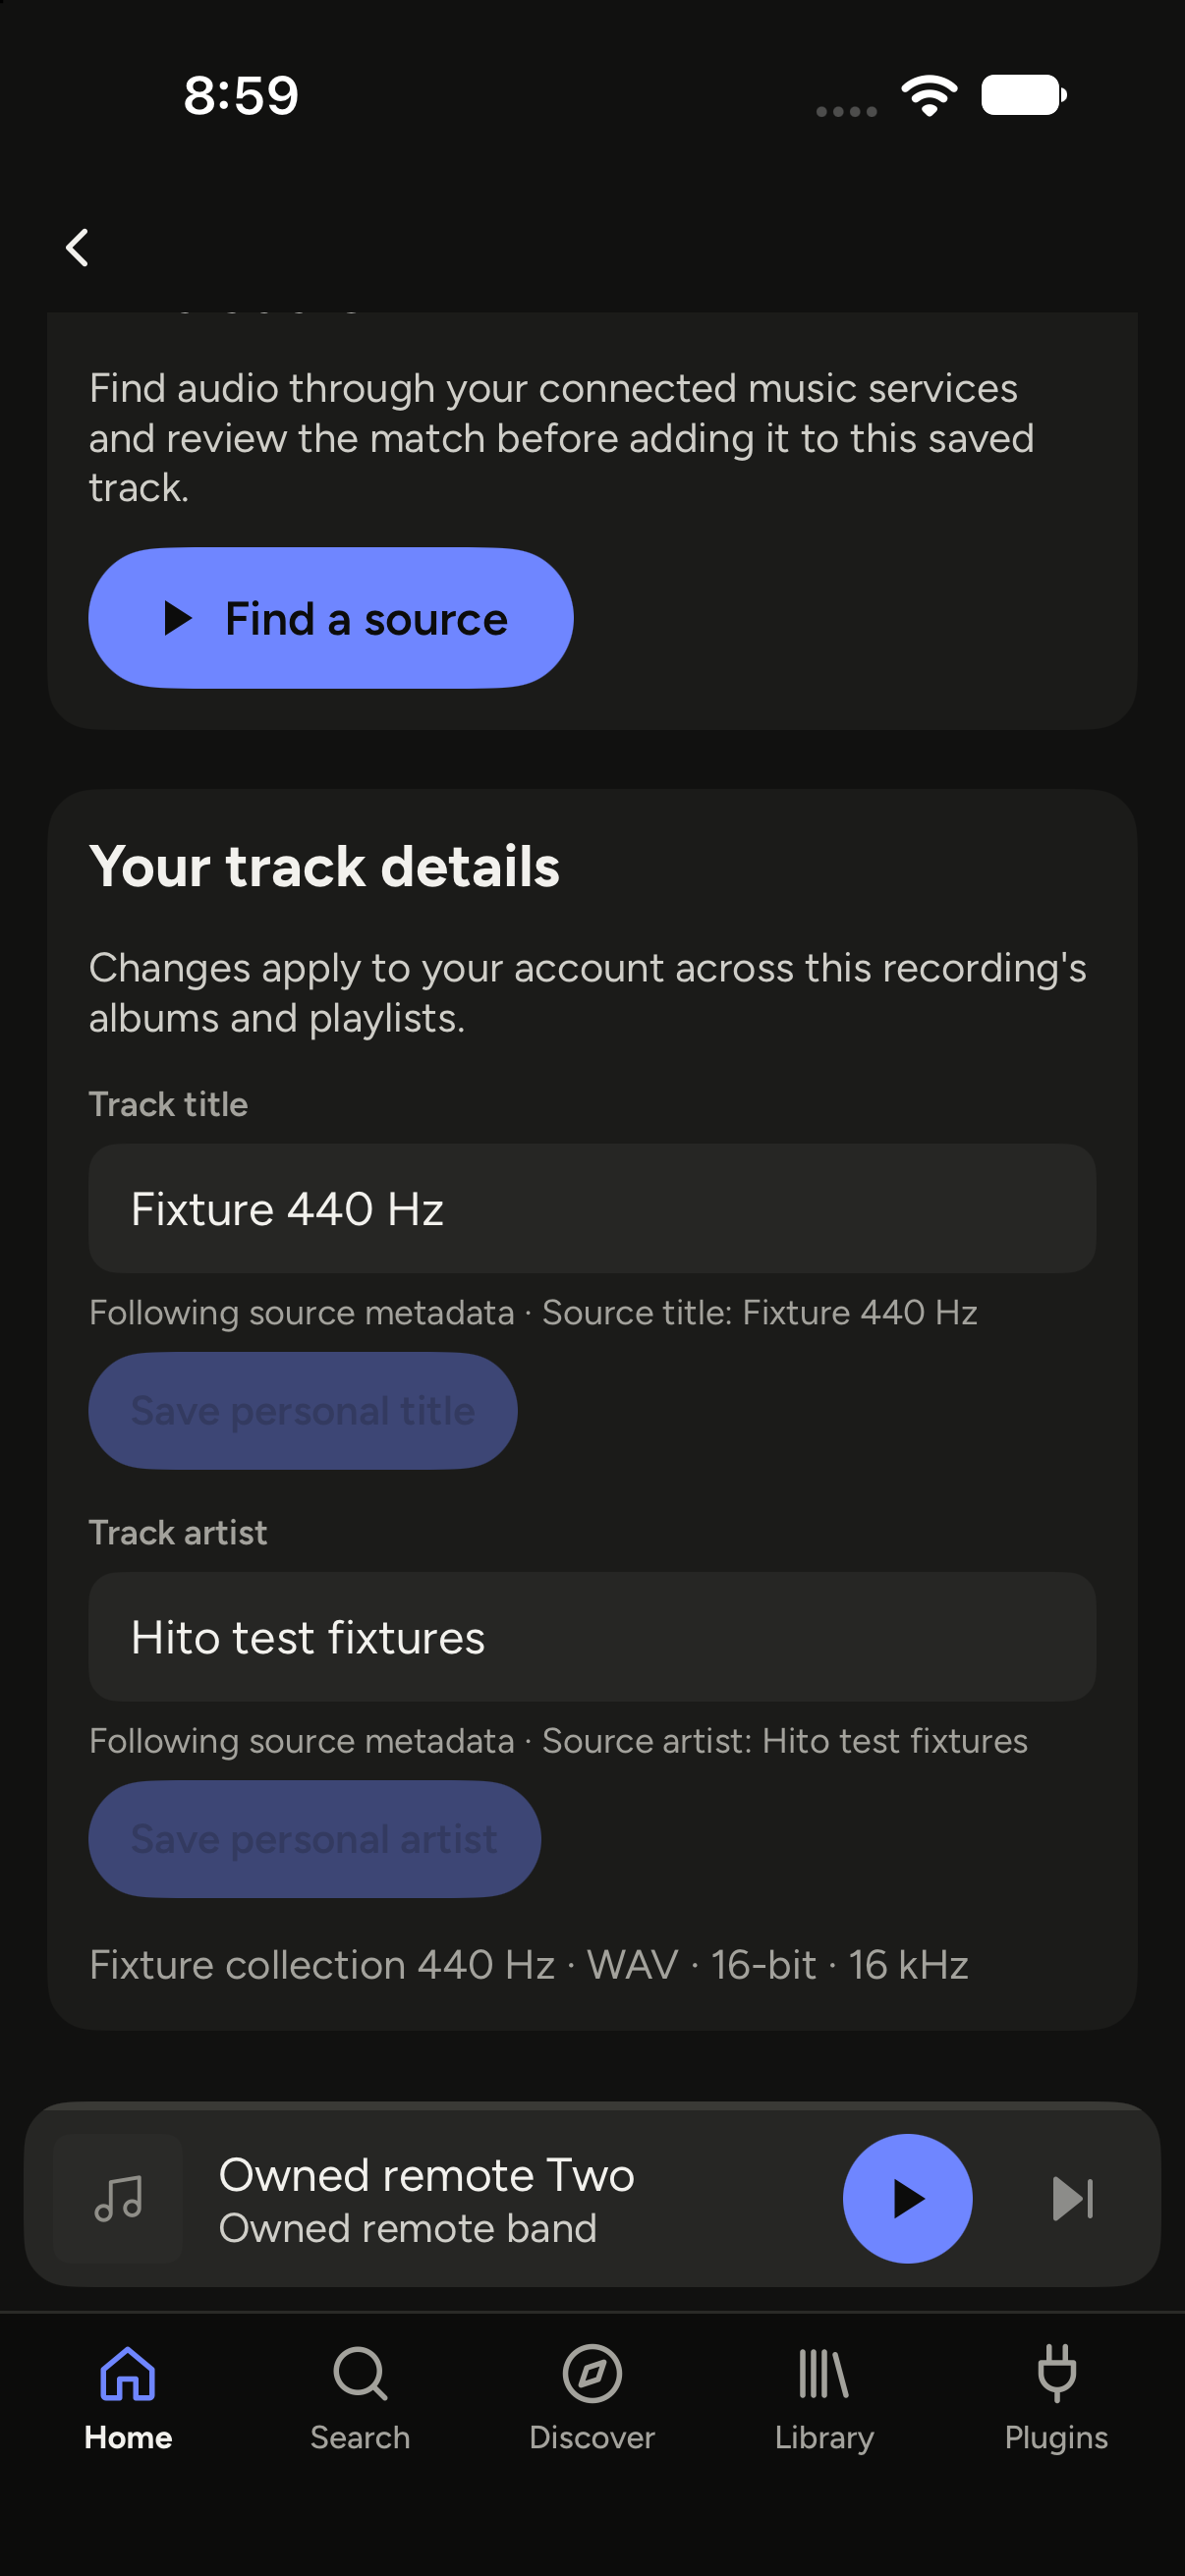 8:59
Find audio through your connected music services
and review the match before adding it to this saved
track.
Find a source
Your track details
Changes apply to your account across this recording's
albums and playlists.
Track title
Fixture 440 Hz
Following source metadata · Source title: Fixture 440 Hz
Save personal title
Track artist
Hito test fixtures
Following source metadata · Source artist: Hito test fixtures
Save personal artist
Fixture collection 440 Hz · WAV · 16-bit · 16 kHz
Owned remote Two
Owned remote band
Home
Search
Discover
Library
Plugins